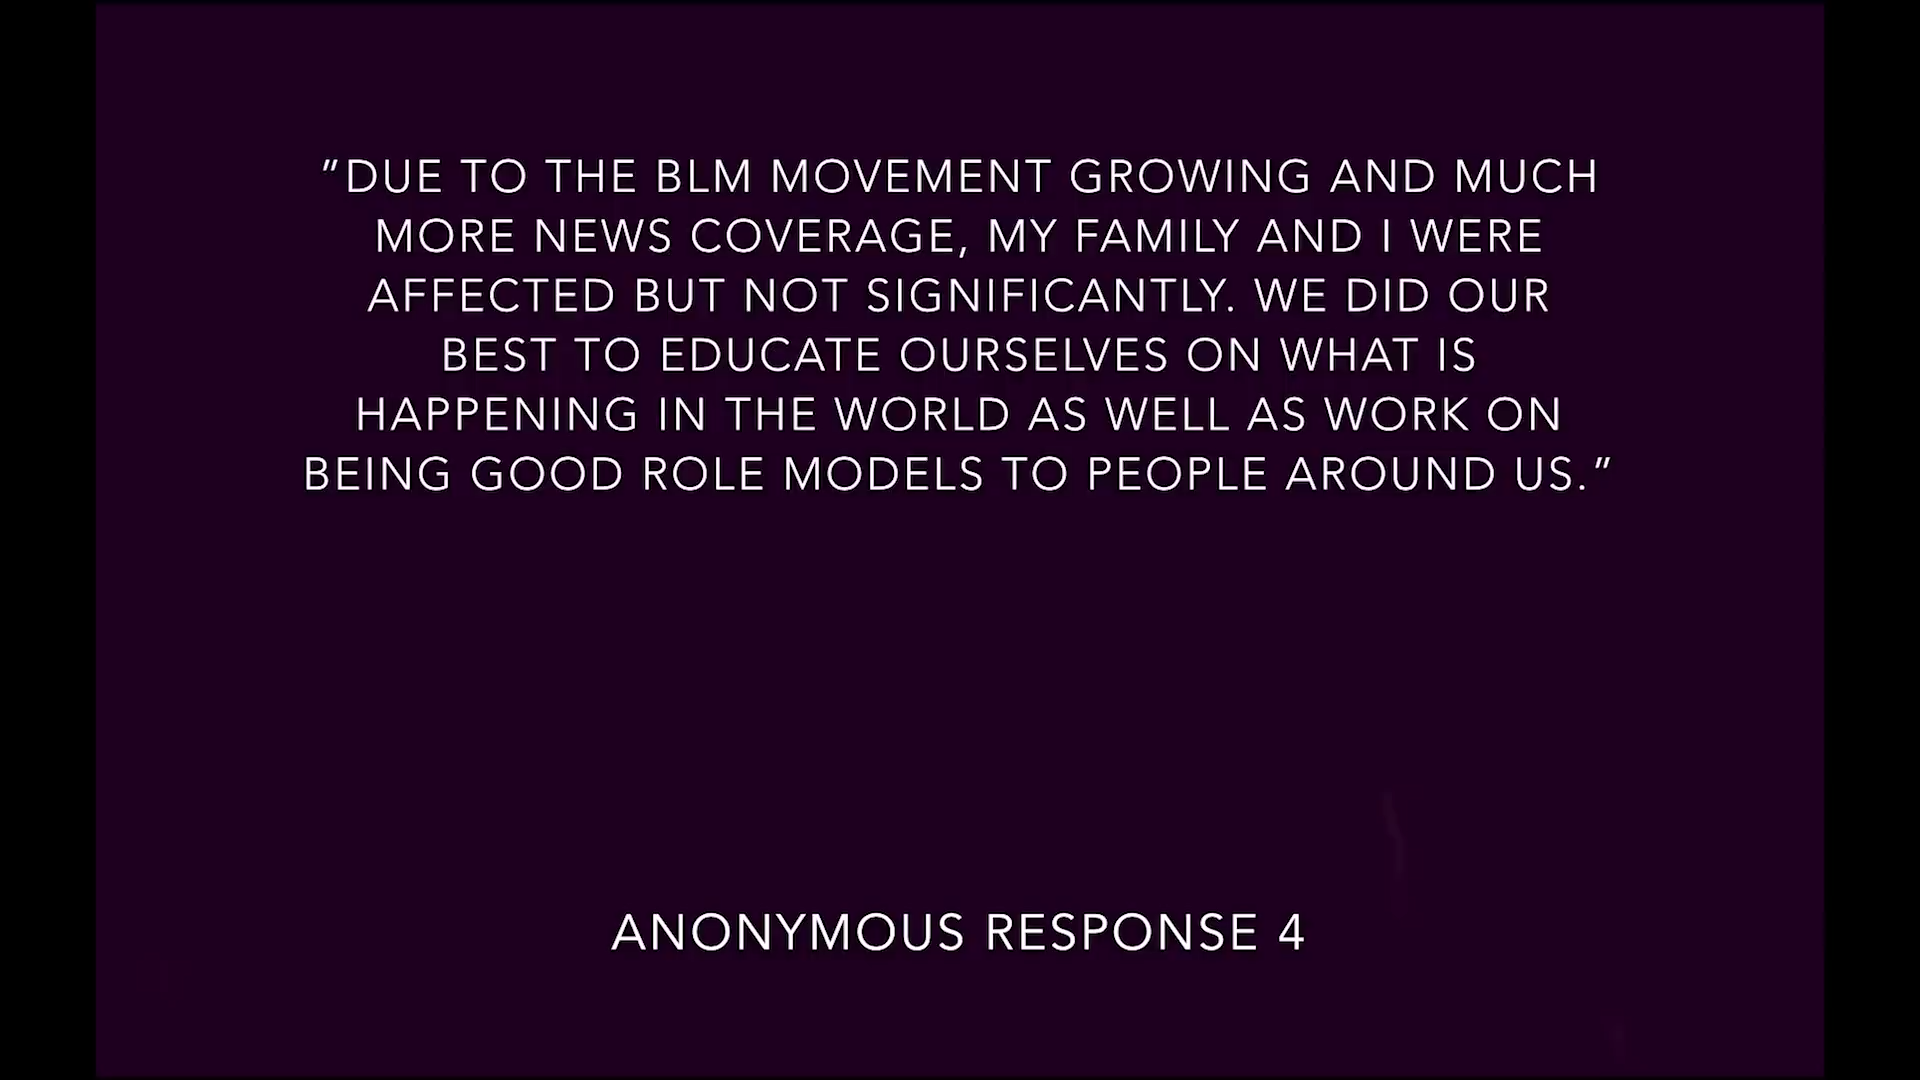 "DUE TO THE BLM MOVEMENT GROWING AND MUCH
MORE NEWS COVERAGE, MY FAMILY AND I WERE
AFFECTED BUT NOT SIGNIFICANTLY. WE DID OUR
BEST TO EDUCATE OURSELVES ON WHAT IS
HAPPENING IN THE WORLD AS WELL AS WORK ON
BEING GOOD ROLE MODELS TO PEOPLE AROUND US."
ANONYMOUS RESPONSE 4